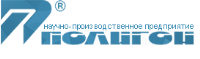 ®
научно-производственное предприятие
полигон